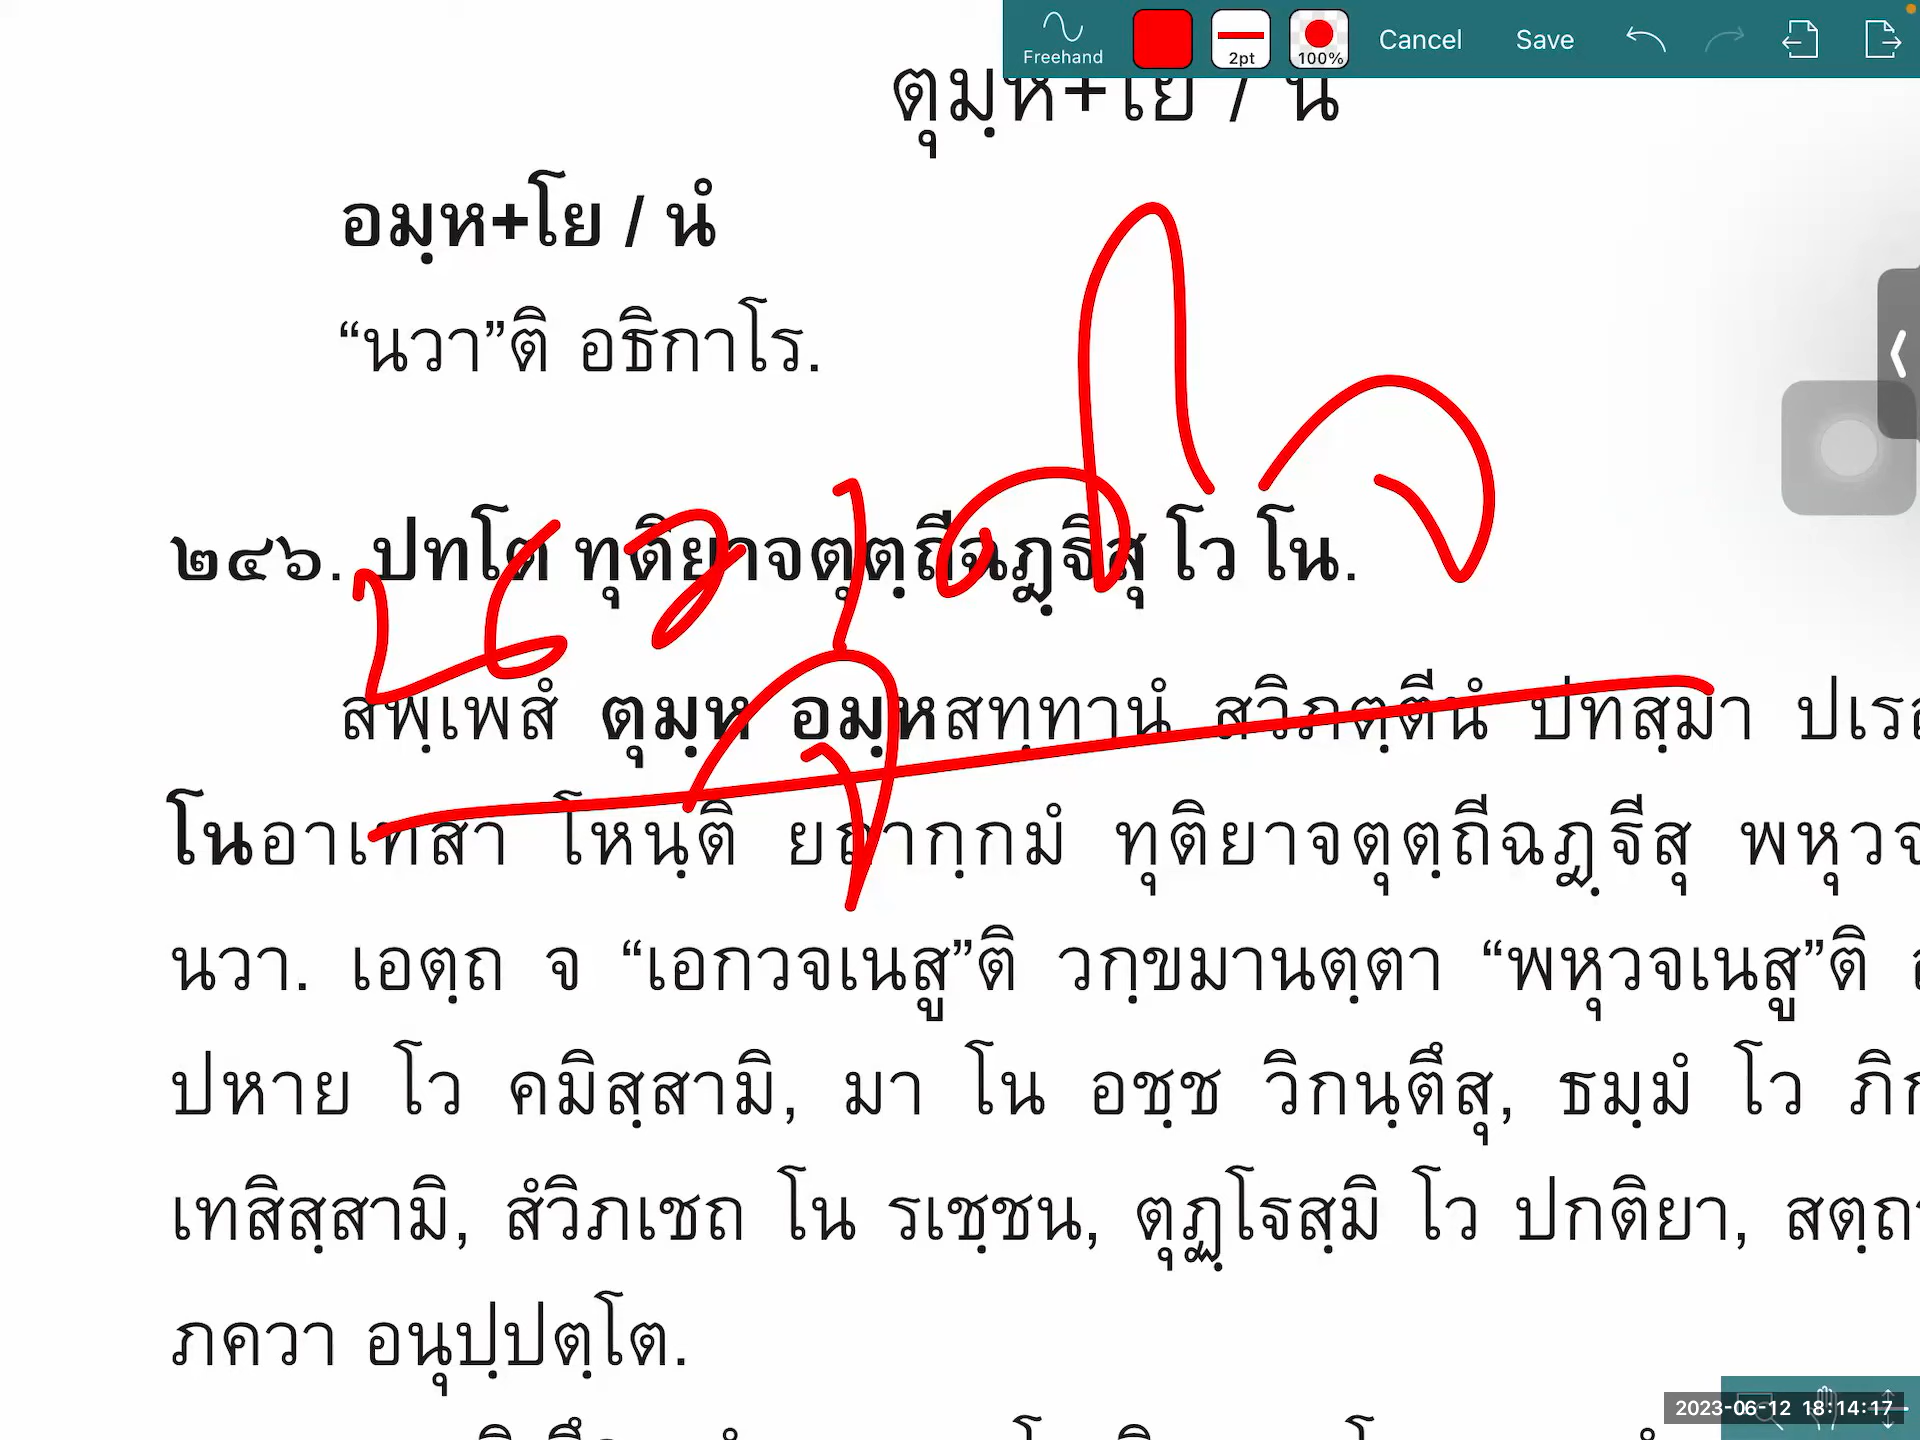 Freehand 2pt 100% Cancel Save
ตุมฺห+โย / นํ
อมฺห+โย / นํ
“นวา”ติ อธิกาโร.
๒๔๖. ปทโต ทุติยาจตุตฺถีฉฏฺฐีสุ โว โน.
สพฺเพสํ ตุมฺห อมฺหสทฺทานํ สวิภตฺตีนํ ปทสฺมา
โนอาเทสา โหนฺติ ยถากฺกมํ ทุติยาจตุตฺถีฉฏฺฐีสุ
นวา. เอตฺถ จ “เอกวจเนสู”ติ วกฺขมานตฺตา “พหุวจเนสู”ติ
ปหาย โว คมิสฺสามิ, มา โน อชฺช วิกนฺตึสุ, ธมฺมํ โว
เทสิสฺสามิ, สํวิภเชถ โน รเชฺชน, ตุฏฺโฐสฺมิ โว ปกติยา,
ภควา อนุปฺปตฺโต.
2023-06-12 18:14:17